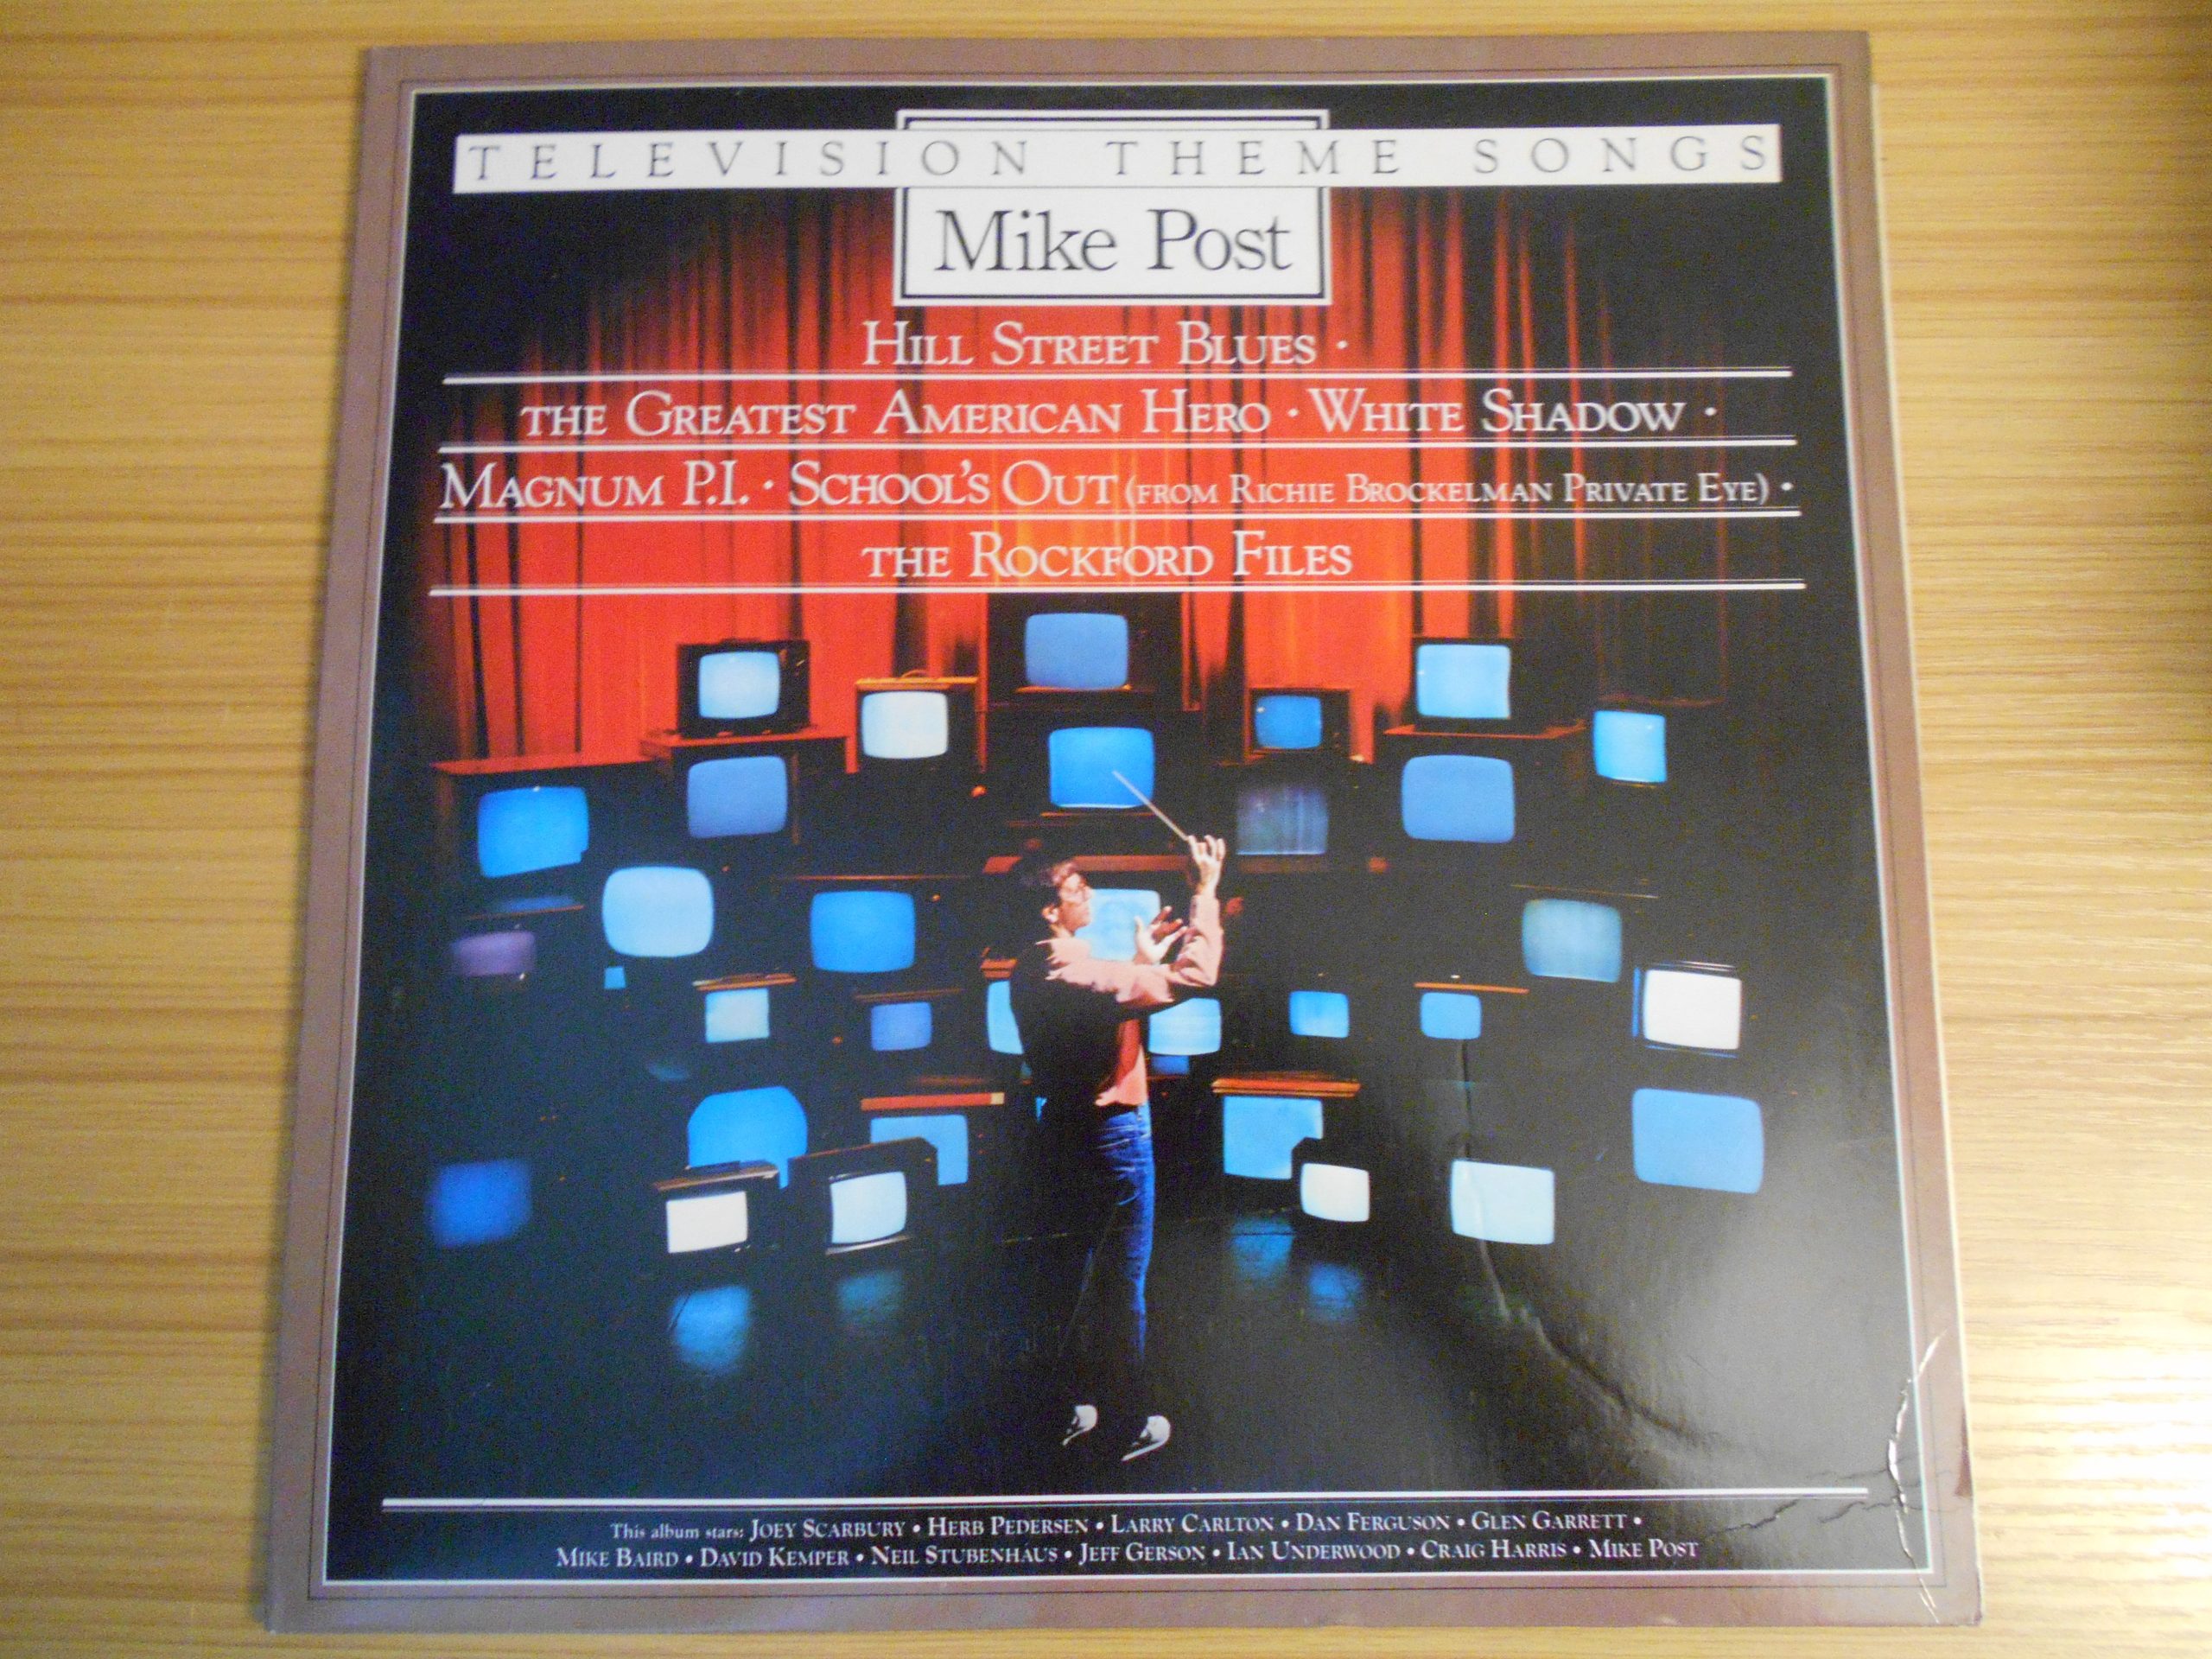 TELEVISION THEME SONGS
Mike Post
HILL STREET BLUES •
THE GREATEST AMERICAN HERO • WHITE SHADOW •
MAGNUM P.I. • SCHOOL'S OUT (FROM RICHIE BROCKELMAN PRIVATE EYE) •
THE ROCKFORD FILES
This album stars: JOEY SCARBURY • HERB PEDERSEN • LARRY CARLTON • DAN FERGUSON • GLEN GARRETT •
MIKE BAIRD • DAVID KEMPER • NEIL STUBENHAUS • JEFF GERSON • IAN UNDERWOOD • CRAIG HARRIS • MIKE POST